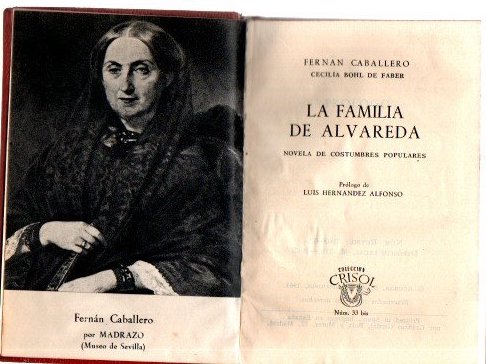 Fernán Caballero
por MADRAZO
(Museo de Sevilla)
FERNAN CABALLERO
CECILIA BOHL DE FABER
LA FAMILIA
DE ALVAREDA
NOVELA DE COSTUMBRES POPULARES
Prólogo de
LUIS HERNANDEZ ALFONSO
COLECCION
CRISOL
Núm. 33 bis